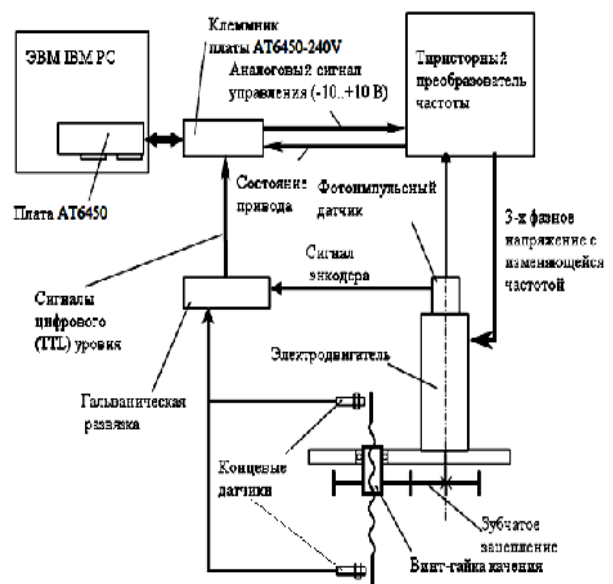 ЭВМ IBM PC
Плата AT6450
Клеммник
платы AT6450-240V
Аналоговый сигнал
управления (-10..+10 В)
Тиристорный
преобразователь
частоты
Состояние
привода
Фотоимпульсный
датчик
3-х фазное
напряжение с
изменяющейся
частотой
Сигнал
энкодера
Сигналы
цифрового
(TTL) уровня
Гальваническая
развязка
Электродвигатель
Концевые
датчики
Зубчатое
зацепление
Винт-гайка качения